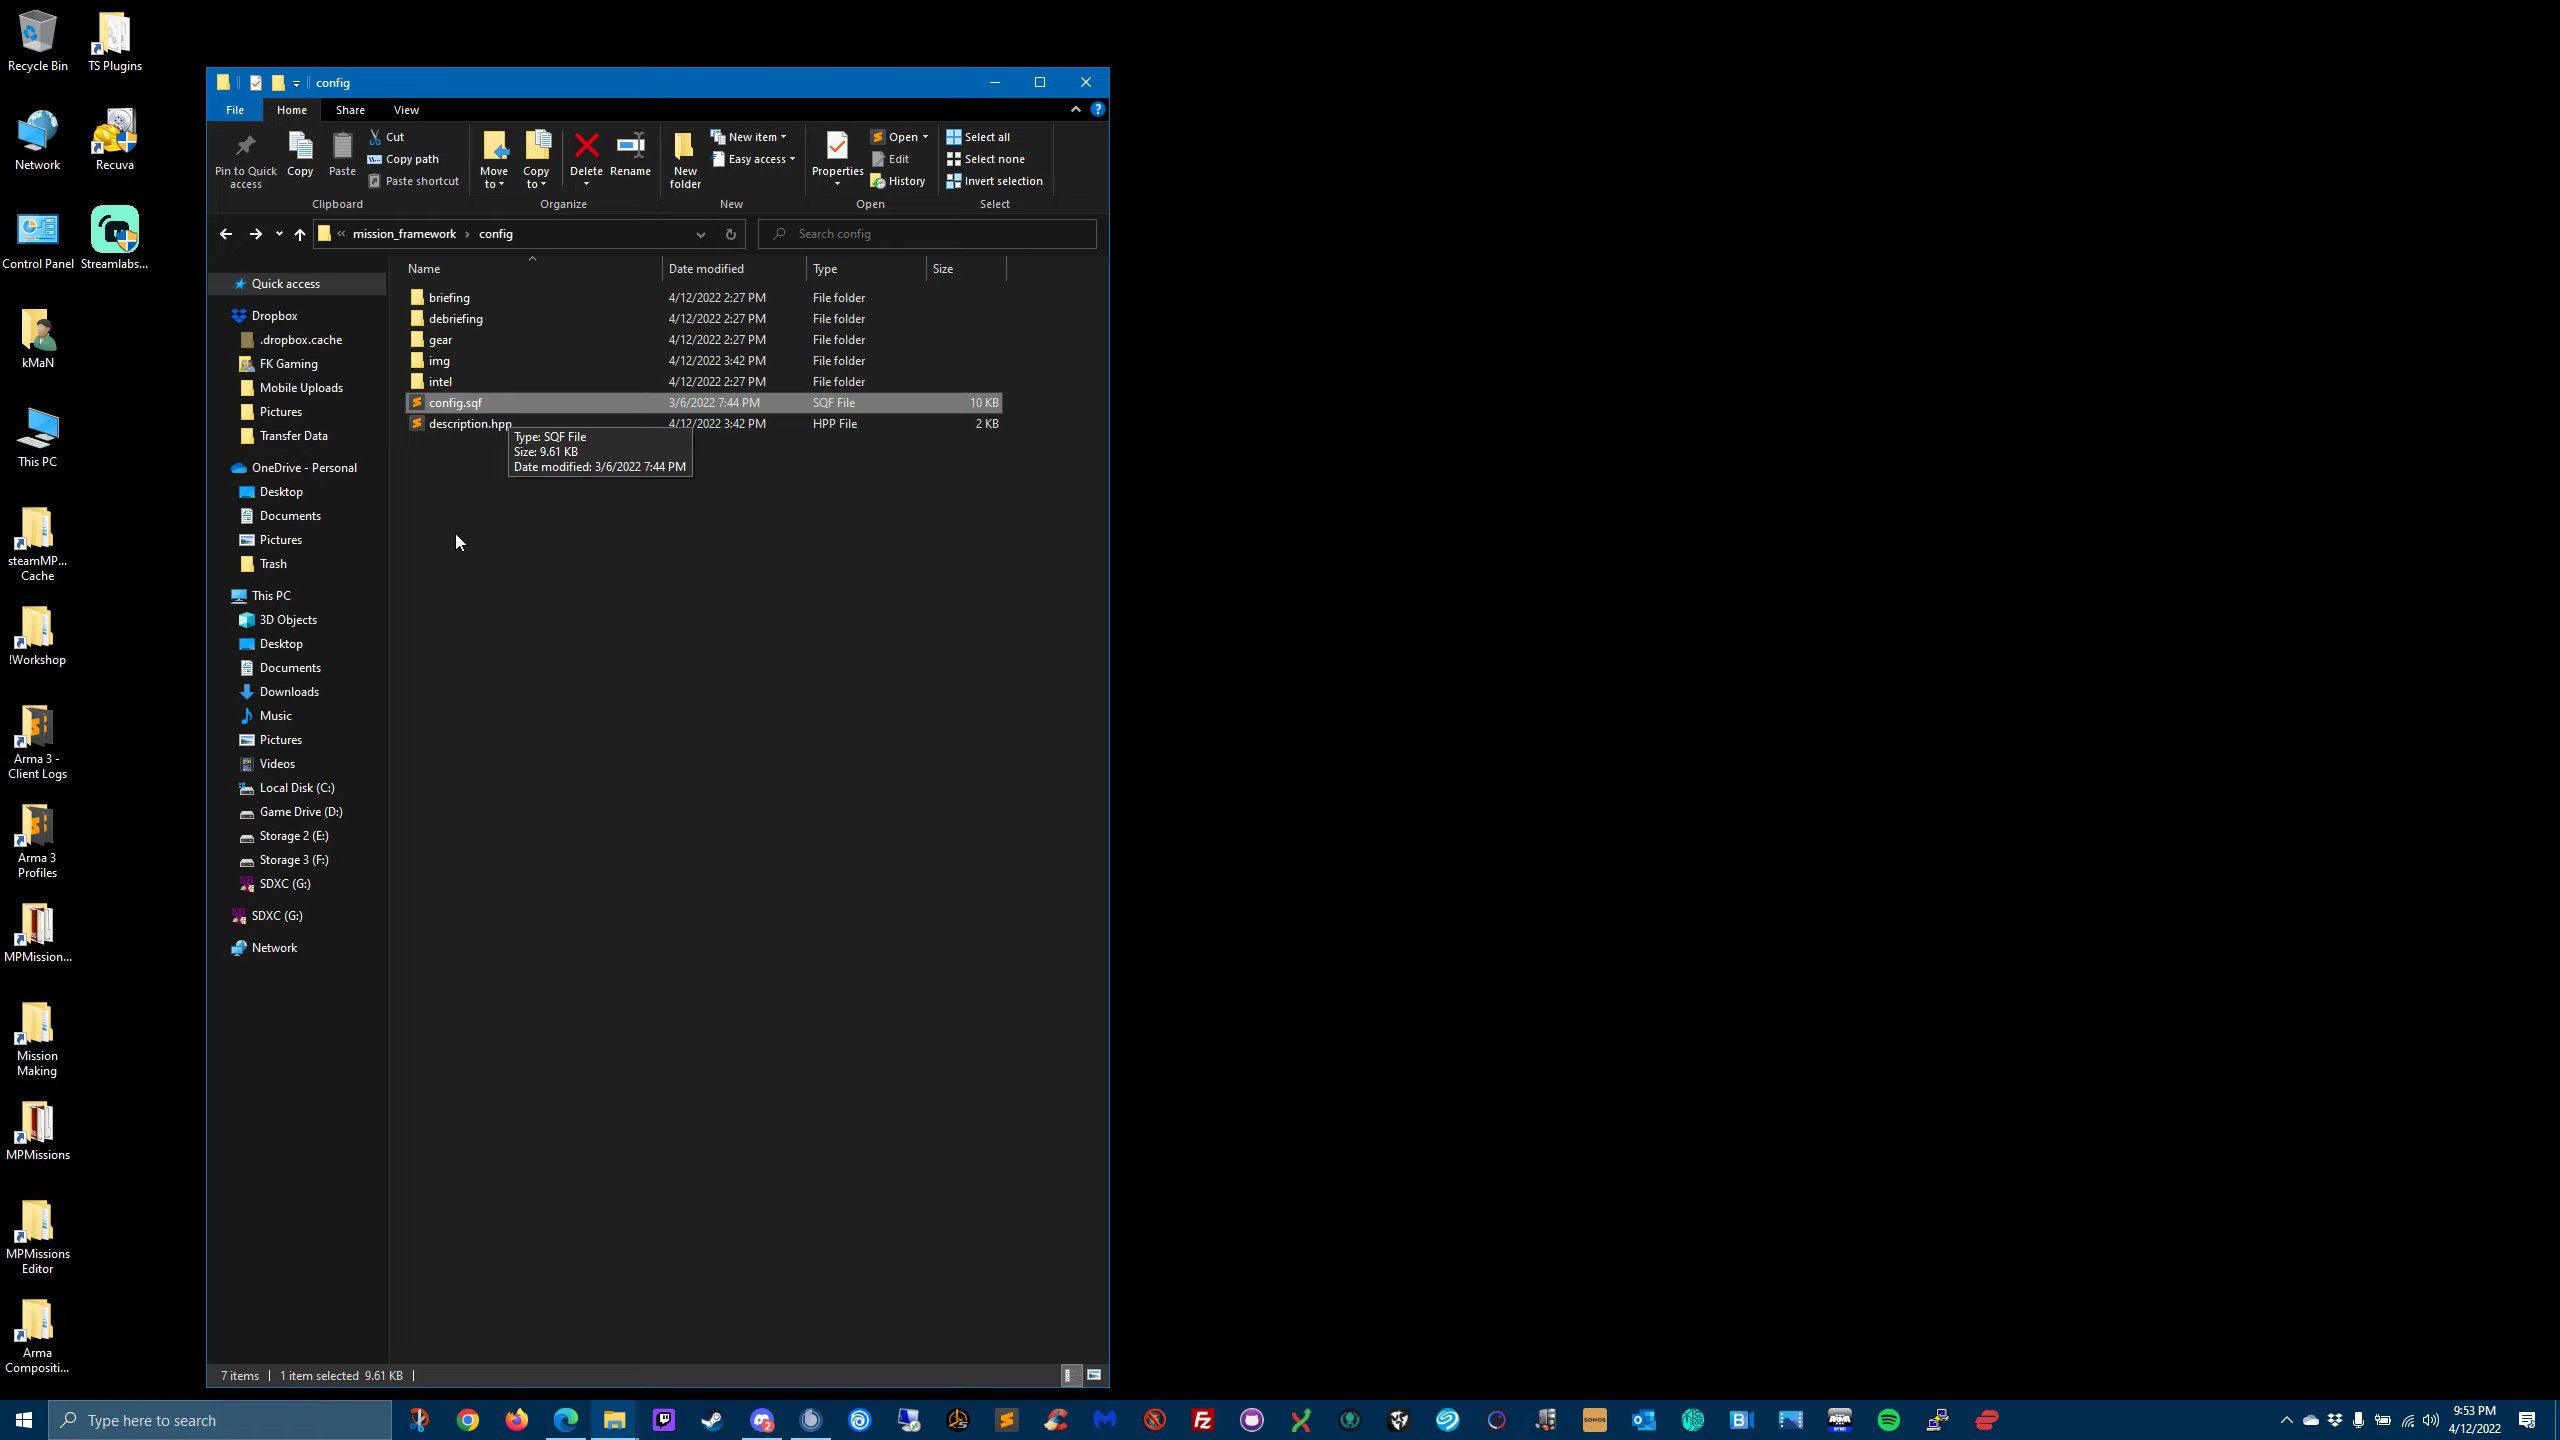 Recycle Bin
TS Plugins
Network
Recuva
Control Panel
Streamlabs...
kMaN
This PC
steamMP...
Cache
!Workshop
Arma 3 -
Client Logs
Arma 3
Profiles
MPMission...
Mission
Making
MPMissions
MPMissions
Editor
Arma
Compositi...
config
File
Home
Share
View
Pin to Quick
access
Copy
Paste
Cut
Copy path
Paste shortcut
Clipboard
Move
to
Copy
to
Delete
Rename
Organize
New
folder
New item
Easy access
New
Properties
Open
Edit
History
Open
Select all
Select none
Invert selection
Select
« mission_framework › config
Search config
Quick access
Dropbox
.dropbox.cache
FK Gaming
Mobile Uploads
Pictures
Transfer Data
OneDrive - Personal
Desktop
Documents
Pictures
Trash
This PC
3D Objects
Desktop
Documents
Downloads
Music
Pictures
Videos
Local Disk (C:)
Game Drive (D:)
Storage 2 (E:)
Storage 3 (F:)
SDXC (G:)
SDXC (G:)
Network
Name Date modified Type Size
briefing 4/12/2022 2:27 PM File folder
debriefing 4/12/2022 2:27 PM File folder
gear 4/12/2022 2:27 PM File folder
img 4/12/2022 3:42 PM File folder
intel 4/12/2022 2:27 PM File folder
config.sqf 3/6/2022 7:44 PM SQF File 10 KB
description.hpp 4/12/2022 3:42 PM HPP File 2 KB
Type: SQF File
Size: 9.61 KB
Date modified: 3/6/2022 7:44 PM
7 items 1 item selected 9.61 KB
Type here to search
SONOS
9:53 PM
4/12/2022